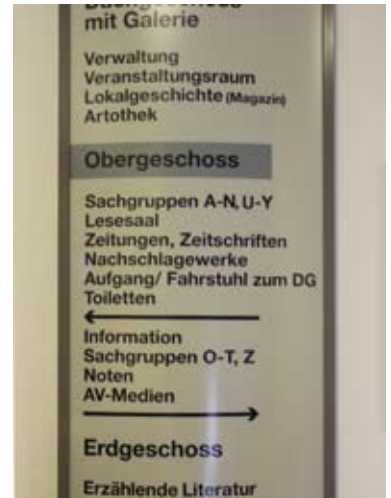 Dachgeschoss
mit Galerie
Verwaltung
Veranstaltungsraum
Lokalgeschichte (Magazin)
Artothek
Obergeschoss
Sachgruppen A-N, U-Y
Lesesaal
Zeitungen, Zeitschriften
Nachschlagewerke
Aufgang/ Fahrstuhl zum DG
Toiletten
Information
Sachgruppen O-T, Z
Noten
AV-Medien
Erdgeschoss
Erzählende Literatur